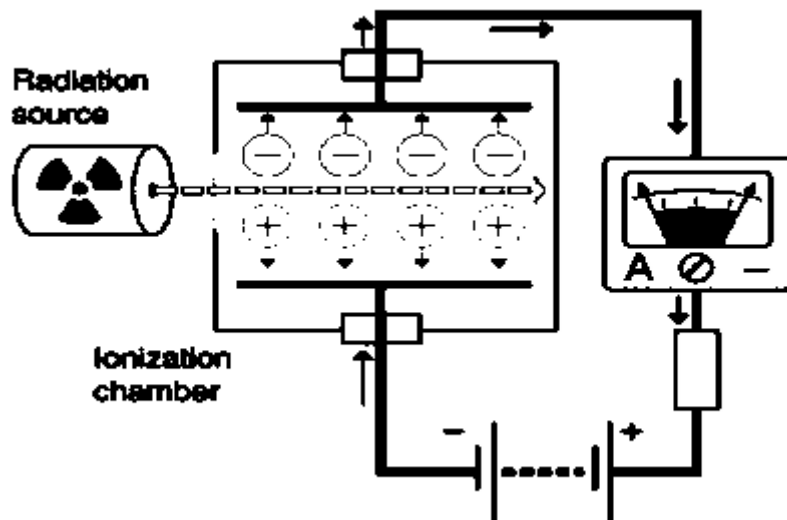 Radiation
source
− − − −
+ + + +
A −
Ionization
chamber
− +